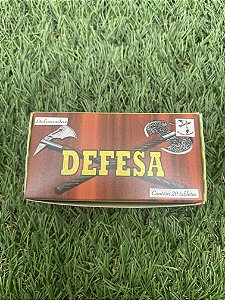 Defumador
DEFESA
Contém 20 tabletes